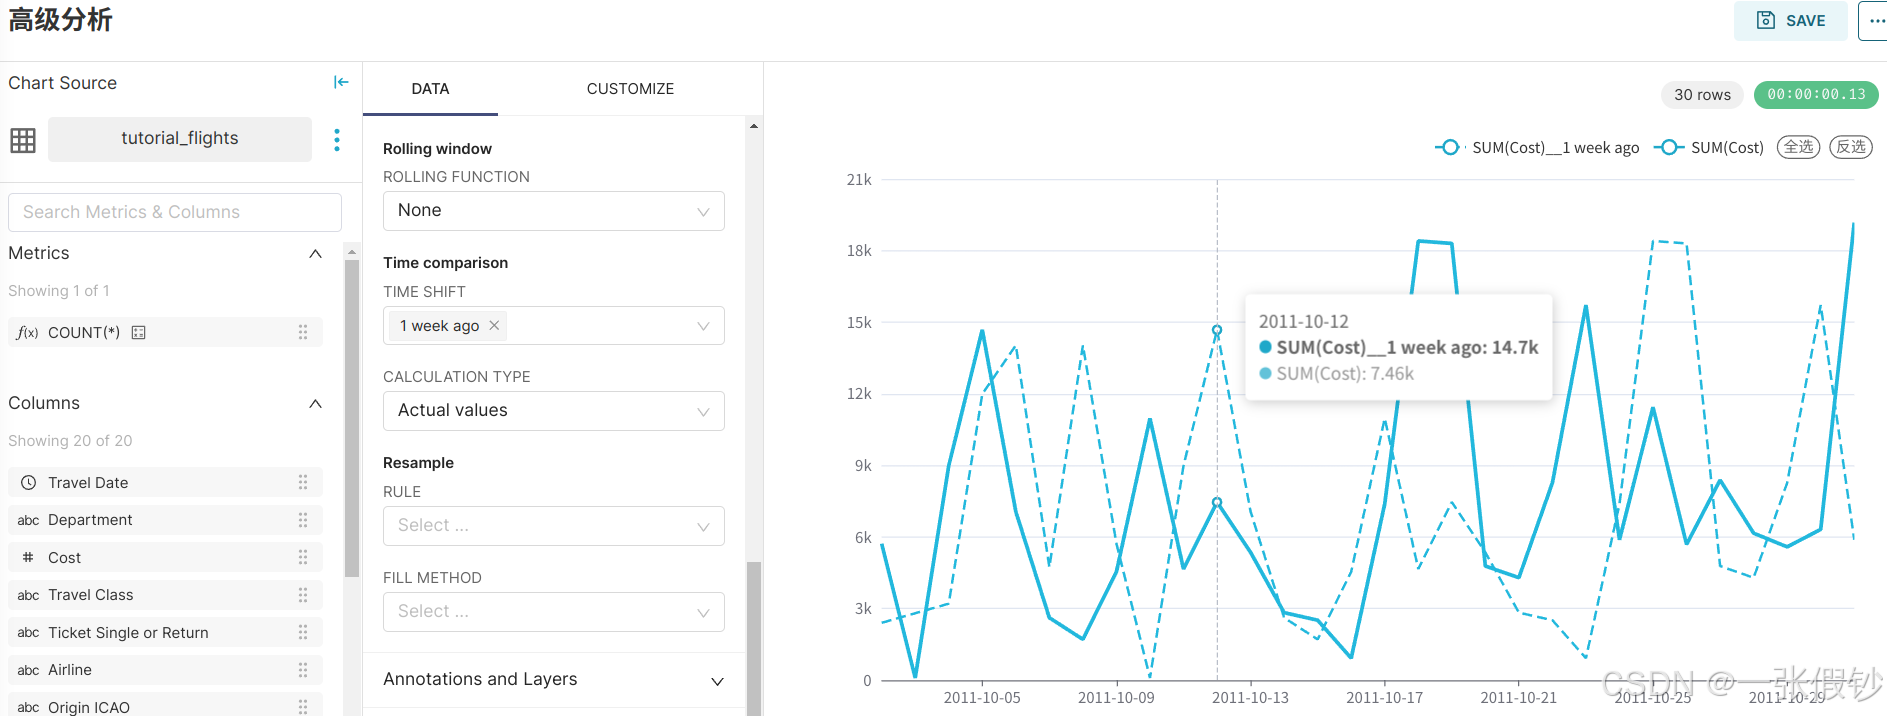 高级分析
SAVE
...
Chart Source
tutorial_flights
Search Metrics & Columns
Metrics
Showing 1 of 1
f(x) COUNT(*)
Columns
Showing 20 of 20
Travel Date
abc Department
# Cost
abc Travel Class
abc Ticket Single or Return
abc Airline
abc Origin ICAO
DATA
CUSTOMIZE
Rolling window
ROLLING FUNCTION
None
Time comparison
TIME SHIFT
1 week ago ×
CALCULATION TYPE
Actual values
Resample
RULE
Select ...
FILL METHOD
Select ...
Annotations and Layers
30 rows
00:00:00.13
SUM(Cost)__1 week ago
SUM(Cost)
全选
反选
21k
18k
15k
12k
9k
6k
3k
0
2011-10-12
SUM(Cost)__1 week ago: 14.7k
SUM(Cost): 7.46k
2011-10-05
2011-10-09
2011-10-13
2011-10-17
2011-10-21
2011-10-25
2011-10-29
CSDN @一张假钞